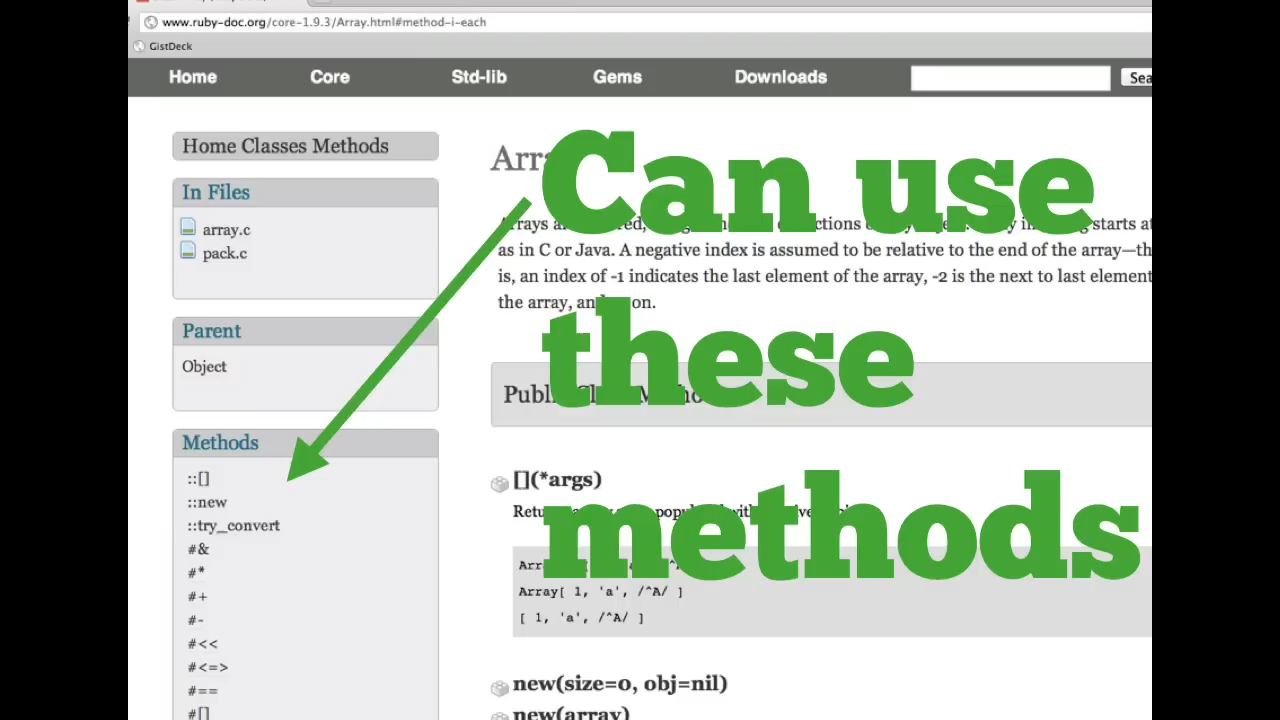 www.ruby-doc.org/core-1.9.3/Array.html#method-i-each
GistDeck
Home Core Std-lib Gems Downloads
Home Classes Methods
In Files
array.c
pack.c
Parent
Object
Methods
::[]
::new
::try_convert
#&
#*
#+
#-
#<<
#<=>
#==
#[]
Can use
these
methods
starts at
as in C or Java. A negative index is assumed to be relative to the end of the array—th
is, an index of -1 indicates the last element of the array, -2 is the next to last element
the array, and on.
[](*args)
Array[ 1, 'a', /^A/ ]
[ 1, 'a', /^A/ ]
new(size=0, obj=nil)
new(array)